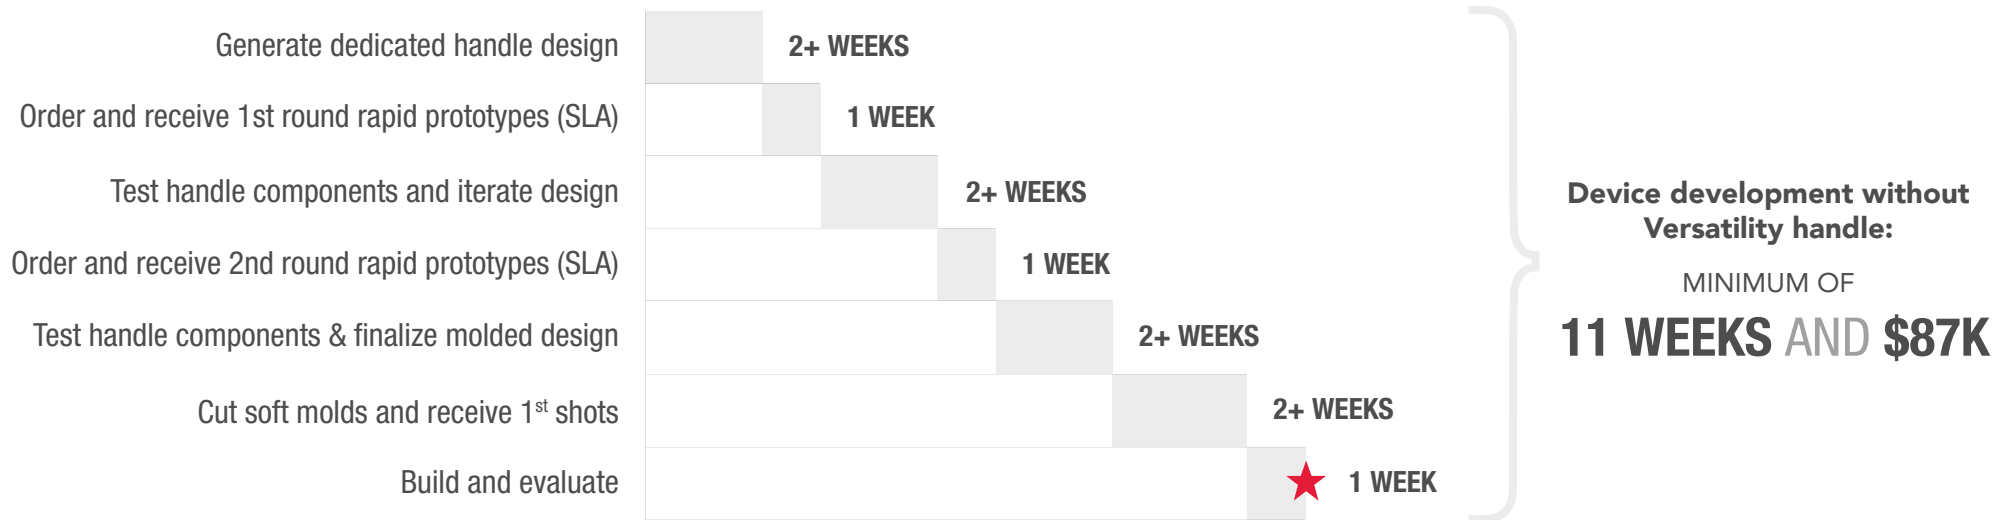 Generate dedicated handle design
2+ WEEKS
Order and receive 1st round rapid prototypes (SLA)
1 WEEK
Test handle components and iterate design
2+ WEEKS
Order and receive 2nd round rapid prototypes (SLA)
1 WEEK
Test handle components & finalize molded design
2+ WEEKS
Cut soft molds and receive 1st shots
2+ WEEKS
Build and evaluate
1 WEEK
Device development without
Versatility handle:
MINIMUM OF
11 WEEKS AND $87K